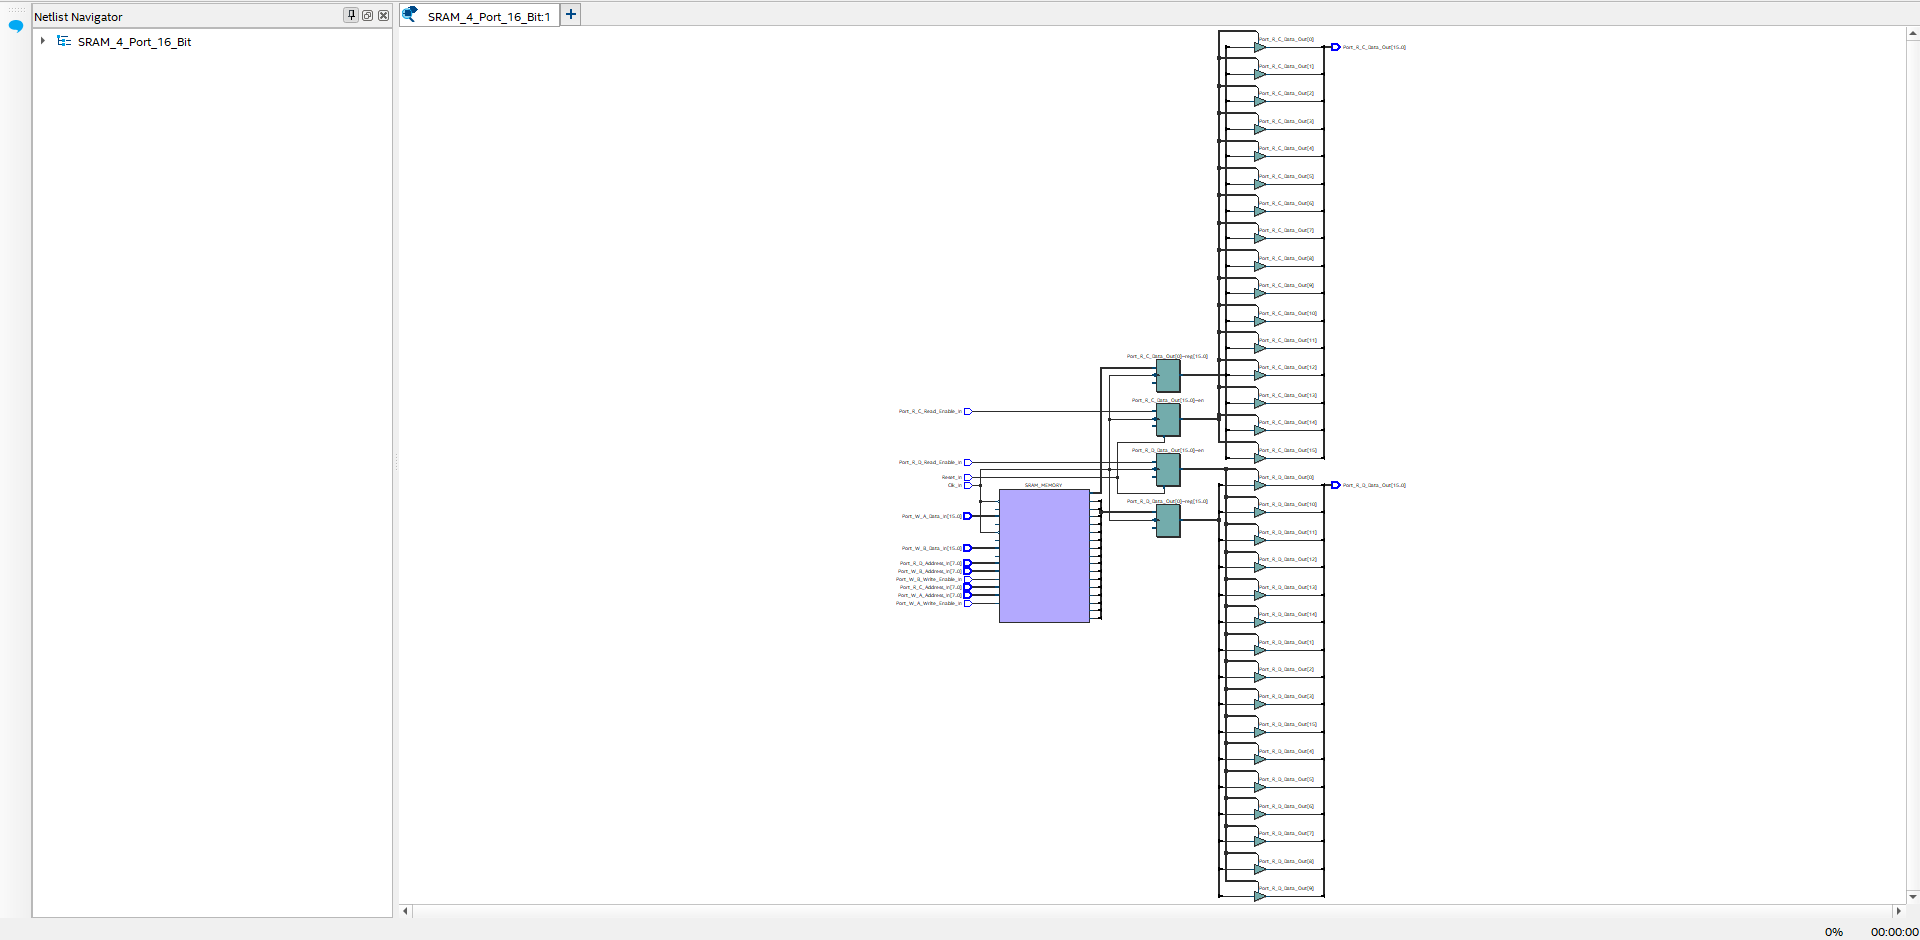 Netlist Navigator
SRAM_4_Port_16_Bit
SRAM_4_Port_16_Bit:1
Port_R_C_Data_Out[0]
Port_R_C_Data_Out[15.0]
Port_R_C_Data_Out[1]
Port_R_C_Data_Out[2]
Port_R_C_Data_Out[3]
Port_R_C_Data_Out[4]
Port_R_C_Data_Out[5]
Port_R_C_Data_Out[6]
Port_R_C_Data_Out[7]
Port_R_C_Data_Out[8]
Port_R_C_Data_Out[9]
Port_R_C_Data_Out[10]
Port_R_C_Data_Out[11]
Port_R_C_Data_Out[0]~reg[15.0]
Port_R_C_Data_Out[12]
Port_R_C_Data_Out[13]
Port_R_C_Data_Out[15.0]~en
Port_R_C_Read_Enable_In
Port_R_C_Data_Out[14]
Port_R_C_Data_Out[15]
Port_R_D_Data_Out[15.0]~en
Port_R_D_Read_Enable_In
Reset_In
Clk_In
SRAM_MEMORY
Port_R_D_Data_Out[0]
Port_R_D_Data_Out[15.0]
Port_R_D_Data_Out[0]~reg[15.0]
Port_R_D_Data_Out[10]
Port_W_A_Data_In[15.0]
Port_R_D_Data_Out[11]
Port_W_B_Data_In[15.0]
Port_R_D_Data_Out[12]
Port_R_D_Address_In[7.0]
Port_W_B_Address_In[7.0]
Port_W_B_Write_Enable_In
Port_R_C_Address_In[7.0]
Port_W_A_Address_In[7.0]
Port_W_A_Write_Enable_In
Port_R_D_Data_Out[13]
Port_R_D_Data_Out[14]
Port_R_D_Data_Out[1]
Port_R_D_Data_Out[2]
Port_R_D_Data_Out[3]
Port_R_D_Data_Out[15]
Port_R_D_Data_Out[4]
Port_R_D_Data_Out[5]
Port_R_D_Data_Out[6]
Port_R_D_Data_Out[7]
Port_R_D_Data_Out[8]
Port_R_D_Data_Out[9]
0% 00:00:00